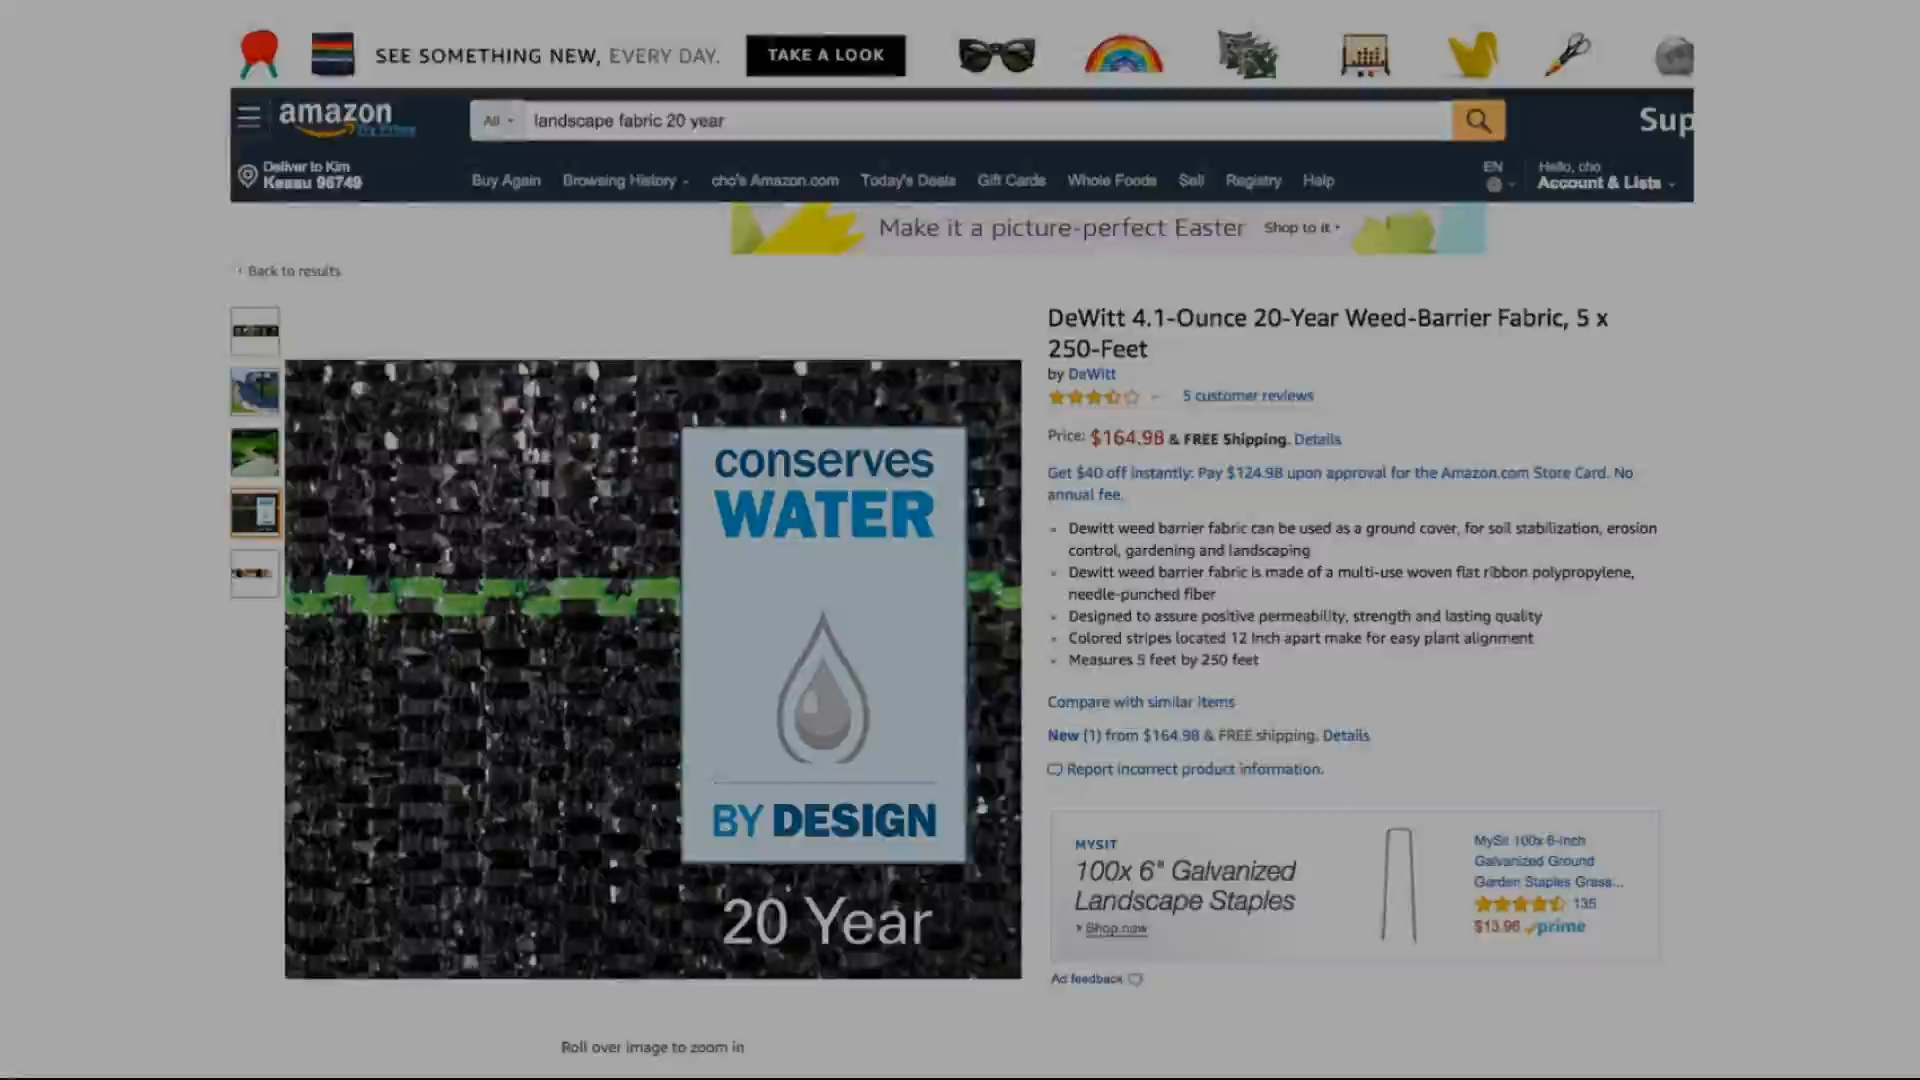 SEE SOMETHING NEW, EVERY DAY.
TAKE A LOOK
amazon
Try Prime
All
landscape fabric 20 year
Sup
Deliver to Kim
Keaau 96749
Buy Again
Browsing History
cho's Amazon.com
Today's Deals
Gift Cards
Whole Foods
Sell
Registry
Help
EN
Hello, cho
Account & Lists
Make it a picture-perfect Easter
Shop to it
Back to results
DeWitt 4.1-Ounce 20-Year Weed-Barrier Fabric, 5 x
250-Feet
by DeWitt
5 customer reviews
Price: $164.98 & FREE Shipping. Details
Get $40 off instantly: Pay $124.98 upon approval for the Amazon.com Store Card. No
annual fee.
Dewitt weed barrier fabric can be used as a ground cover, for soil stabilization, erosion
control, gardening and landscaping
Dewitt weed barrier fabric is made of a multi-use woven flat ribbon polypropylene,
needle-punched fiber
Designed to assure positive permeability, strength and lasting quality
Colored stripes located 12 inch apart make for easy plant alignment
Measures 5 feet by 250 feet
Compare with similar items
New (1) from $164.98 & FREE shipping. Details
Report incorrect product information.
conserves
WATER
BY DESIGN
20 Year
MYSIT
100x 6" Galvanized
Landscape Staples
Shop now
MySit 100x 6-Inch
Galvanized Ground
Garden Staples Grass...
135
$13.96 prime
Ad feedback
Roll over image to zoom in